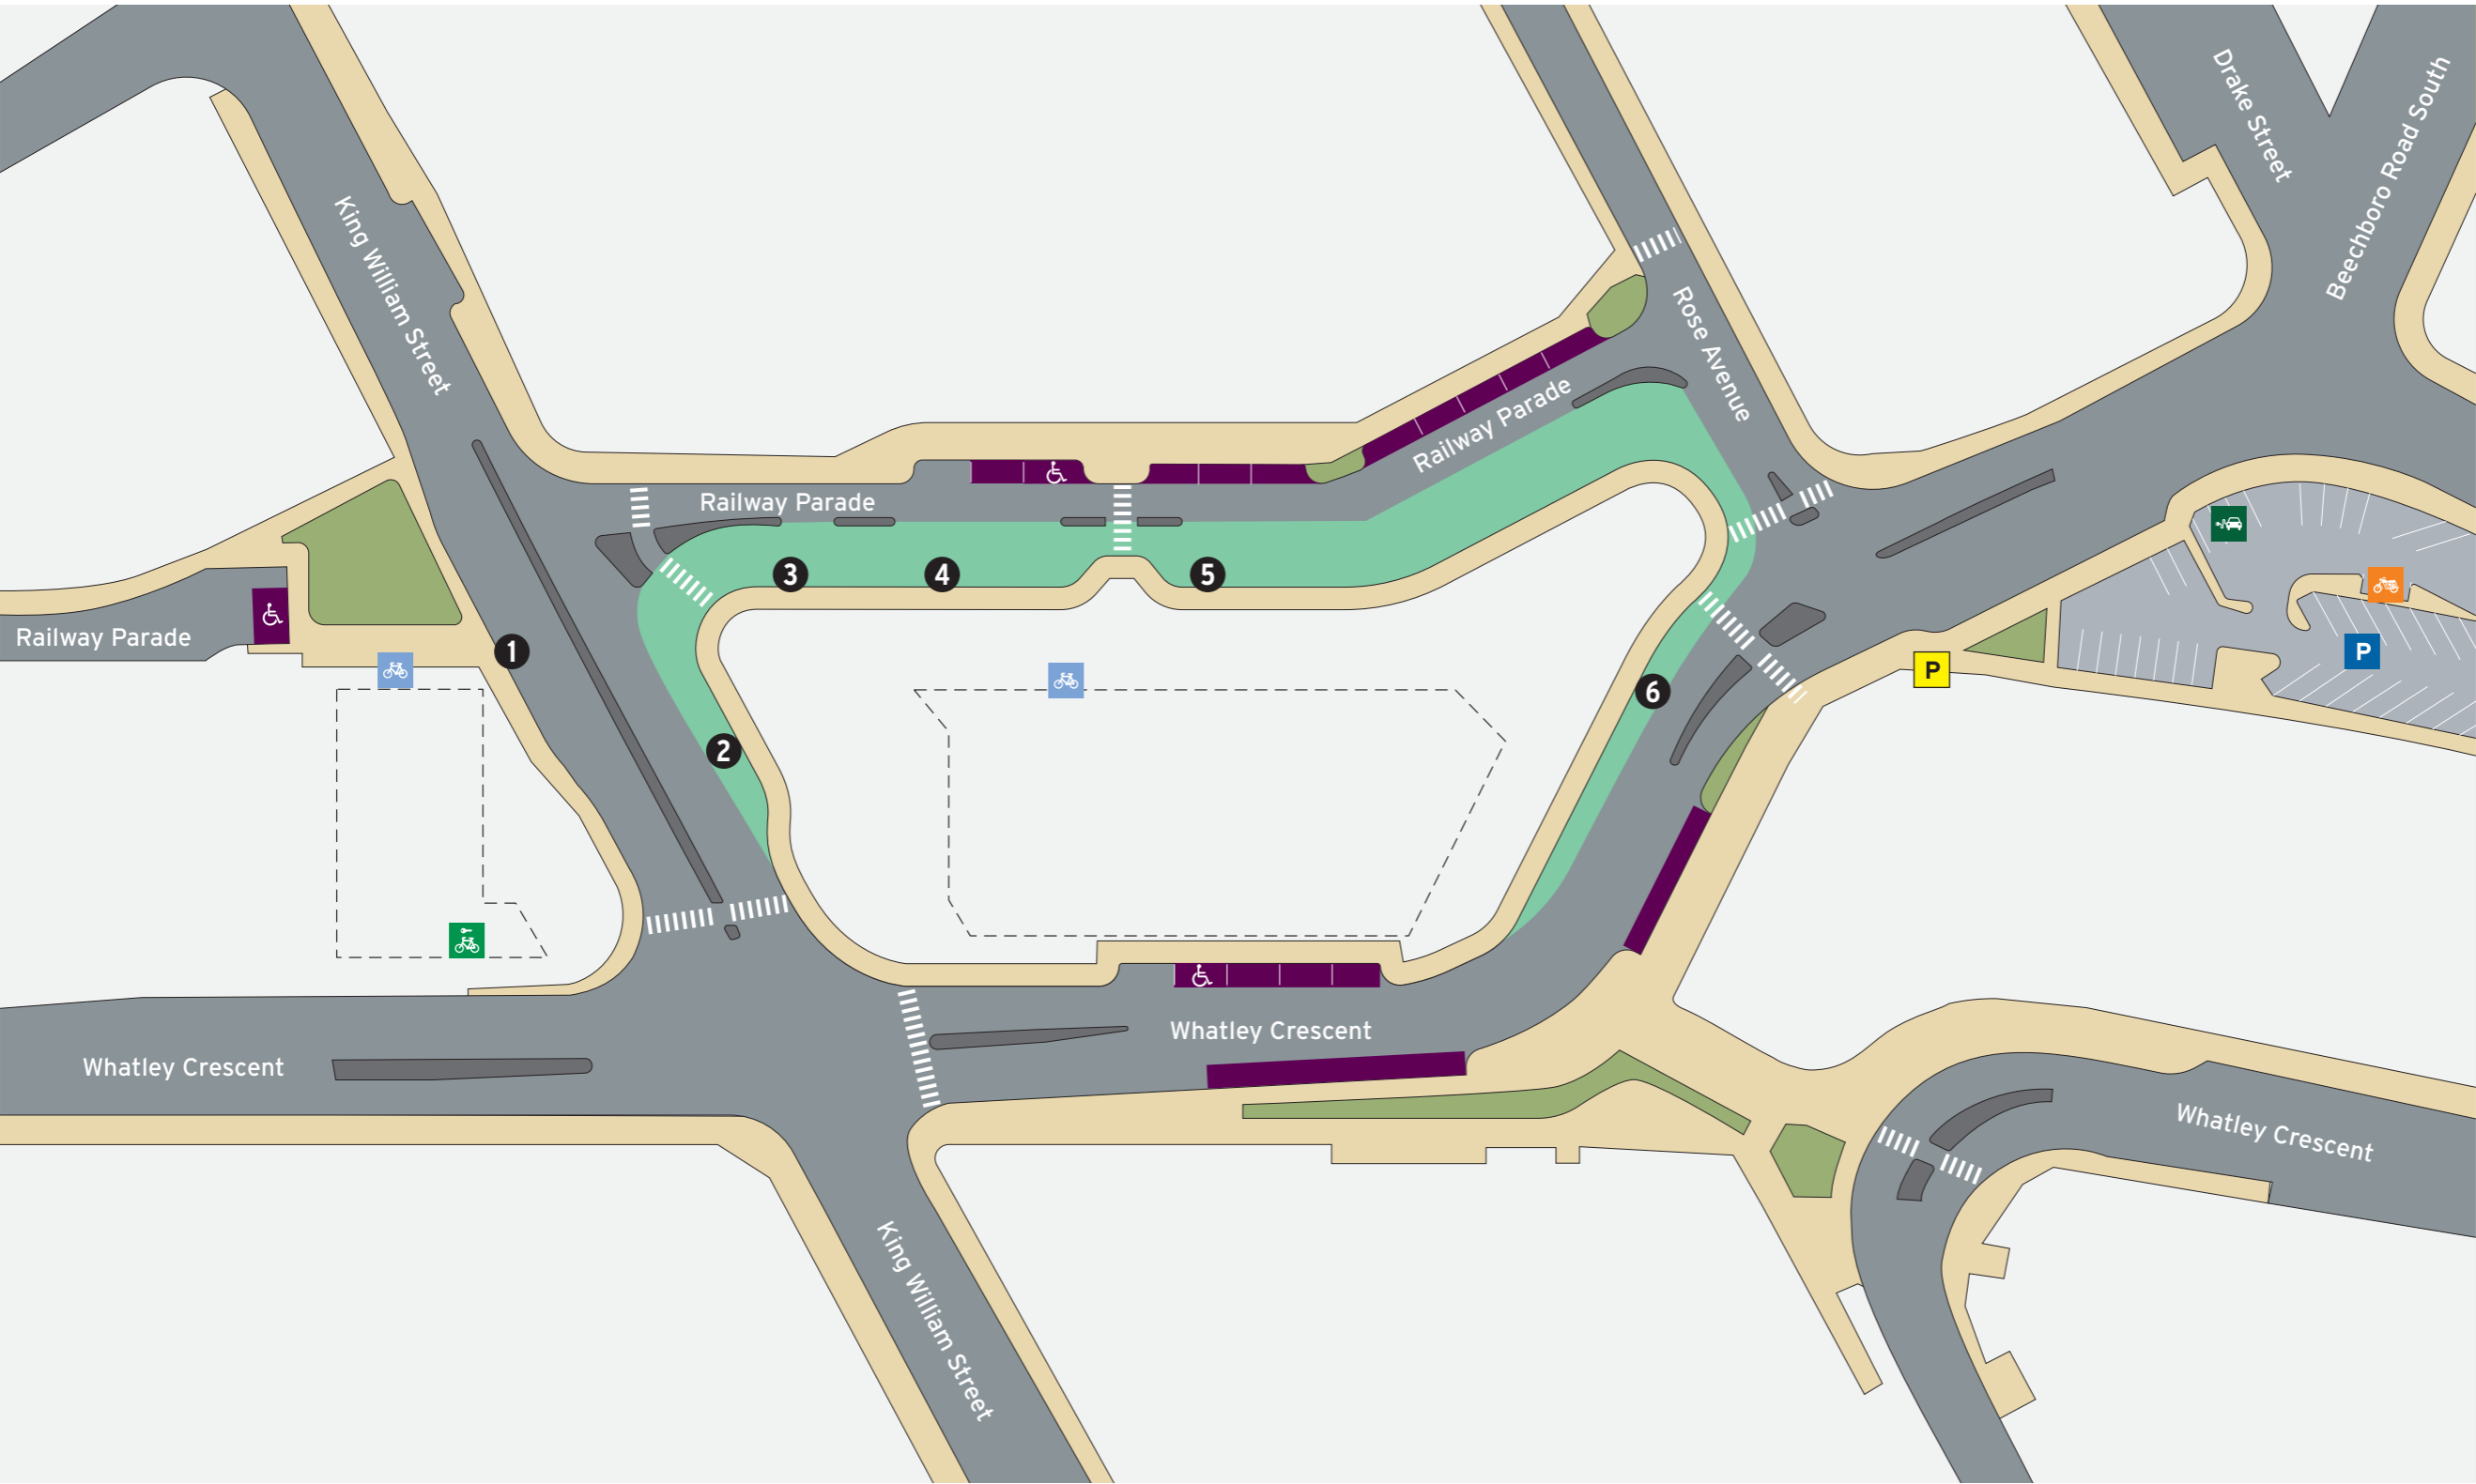 Drake Street
Beechboro Road South
King William Street
Rose Avenue
Railway Parade
Railway Parade
Railway Parade
3
4
5
1
6
2
P
P
Whatley Crescent
Whatley Crescent
Whatley Crescent
King William Street